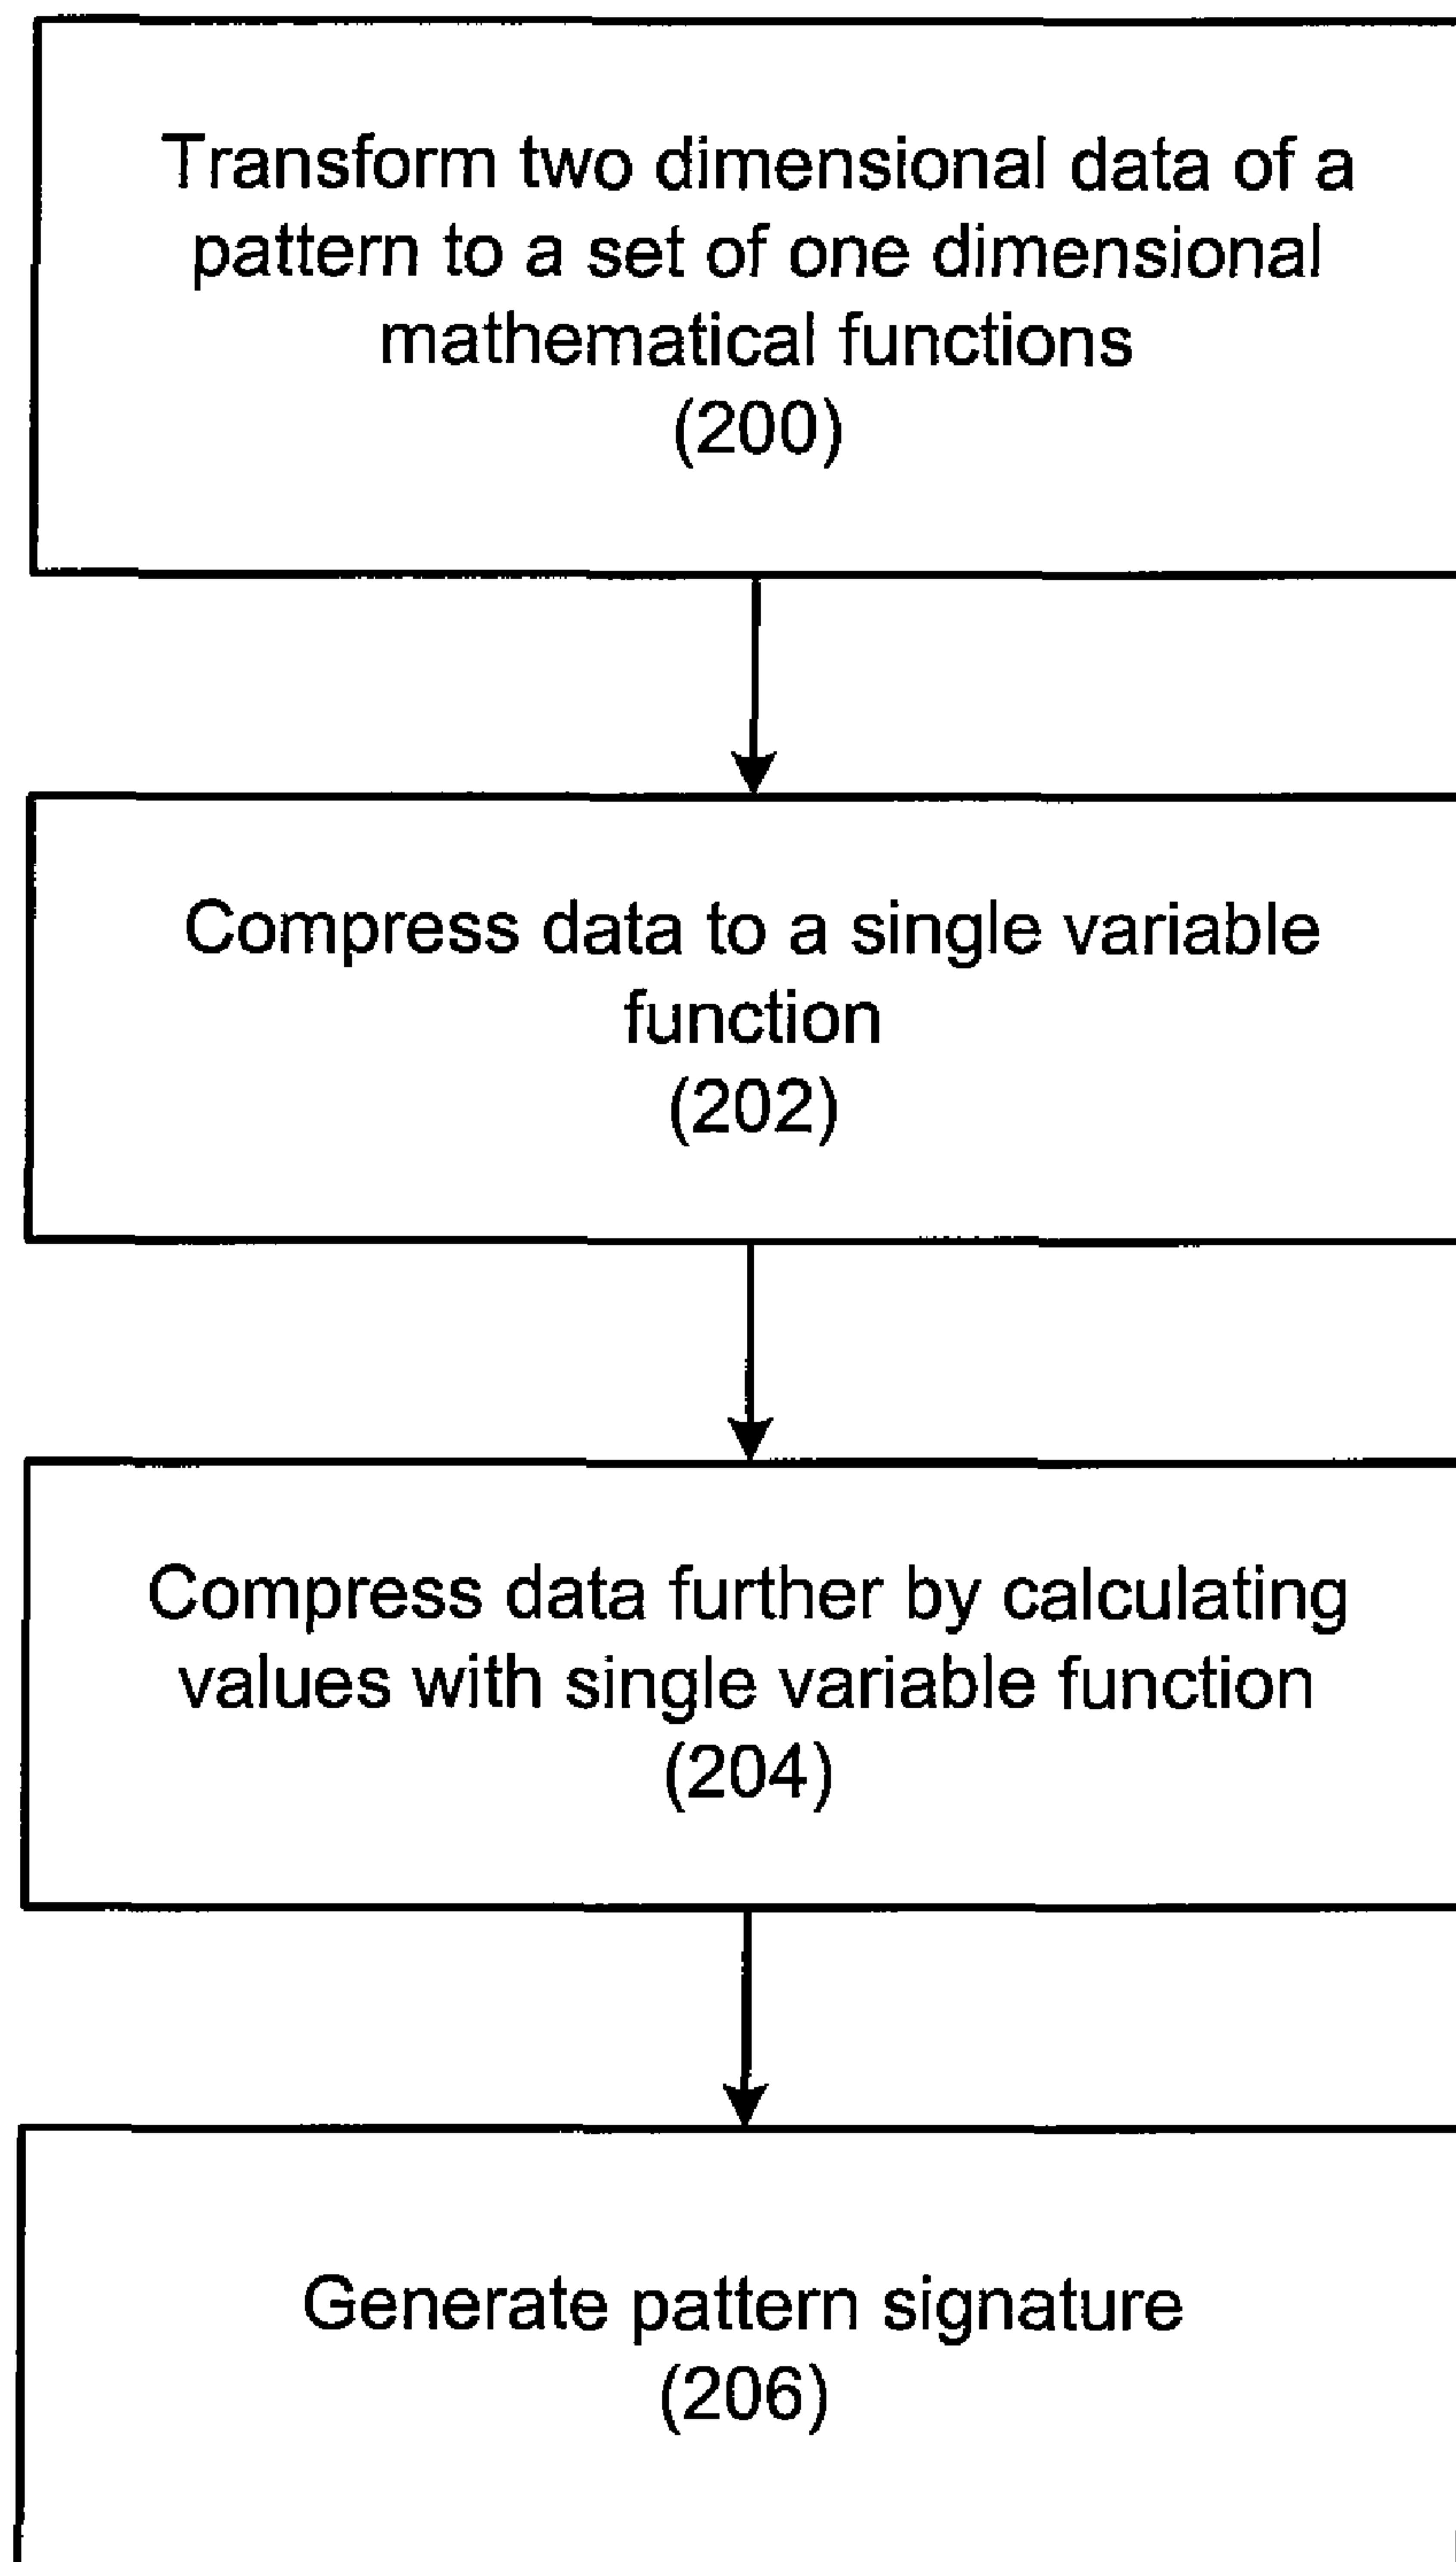 Transform two dimensional data of a
pattern to a set of one dimensional
mathematical functions
(200)
Compress data to a single variable
function
(202)
Compress data further by calculating
values with single variable function
(204)
Generate pattern signature
(206)